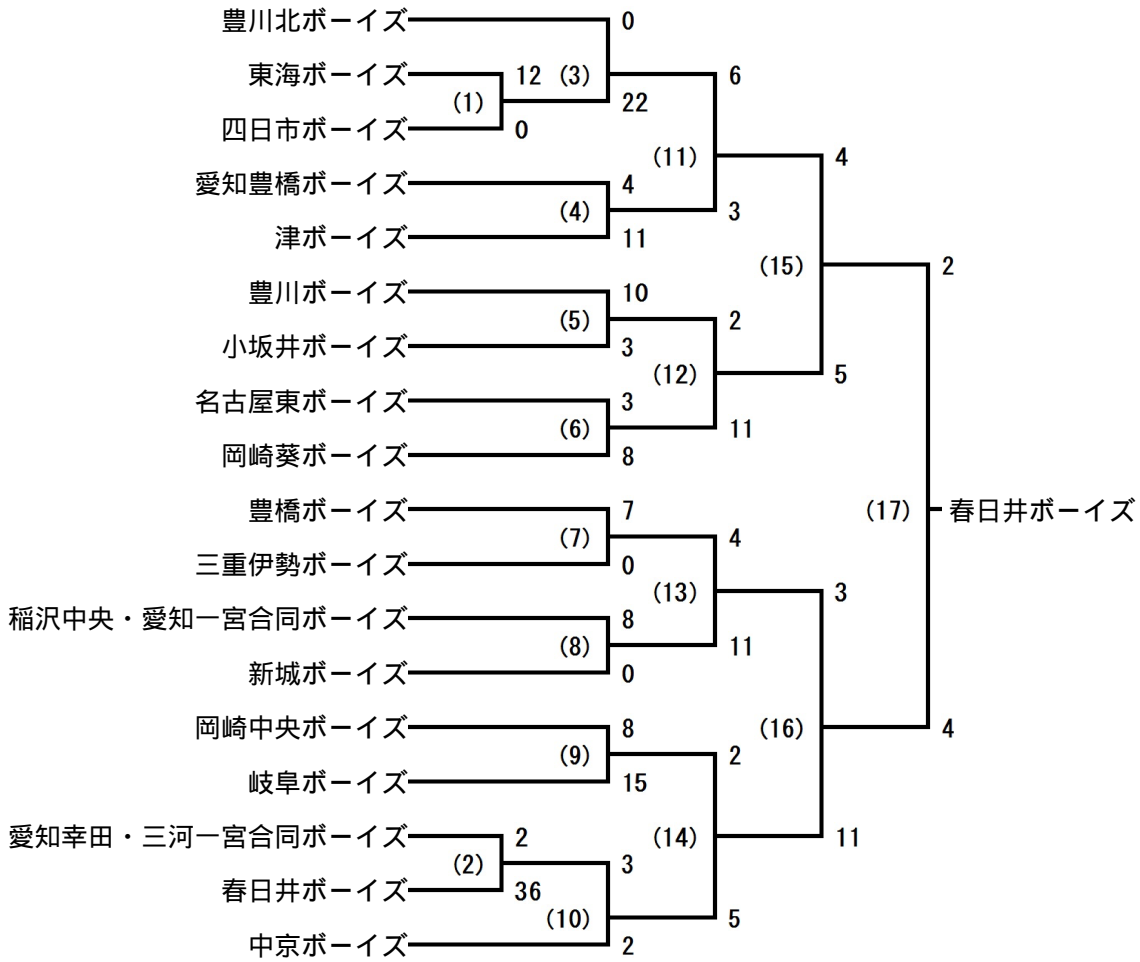 豊川北ボーイズ 0
東海ボーイズ 12 (3) 6
(1) 22
四日市ボーイズ 0
(11) 4
愛知豊橋ボーイズ 4
(4) 3
津ボーイズ 11
(15) 2
豊川ボーイズ 10
(5) 2
小坂井ボーイズ 3
(12) 5
名古屋東ボーイズ 3
(6) 11
岡崎葵ボーイズ 8
豊橋ボーイズ 7 (17) 春日井ボーイズ
(7) 4
三重伊勢ボーイズ 0
(13) 3
稲沢中央・愛知一宮合同ボーイズ 8
(8) 11
新城ボーイズ 0
岡崎中央ボーイズ 8 (16) 4
(9) 2
岐阜ボーイズ 15
愛知幸田・三河一宮合同ボーイズ 2 (14) 11
(2) 3
春日井ボーイズ 36
(10) 5
中京ボーイズ 2